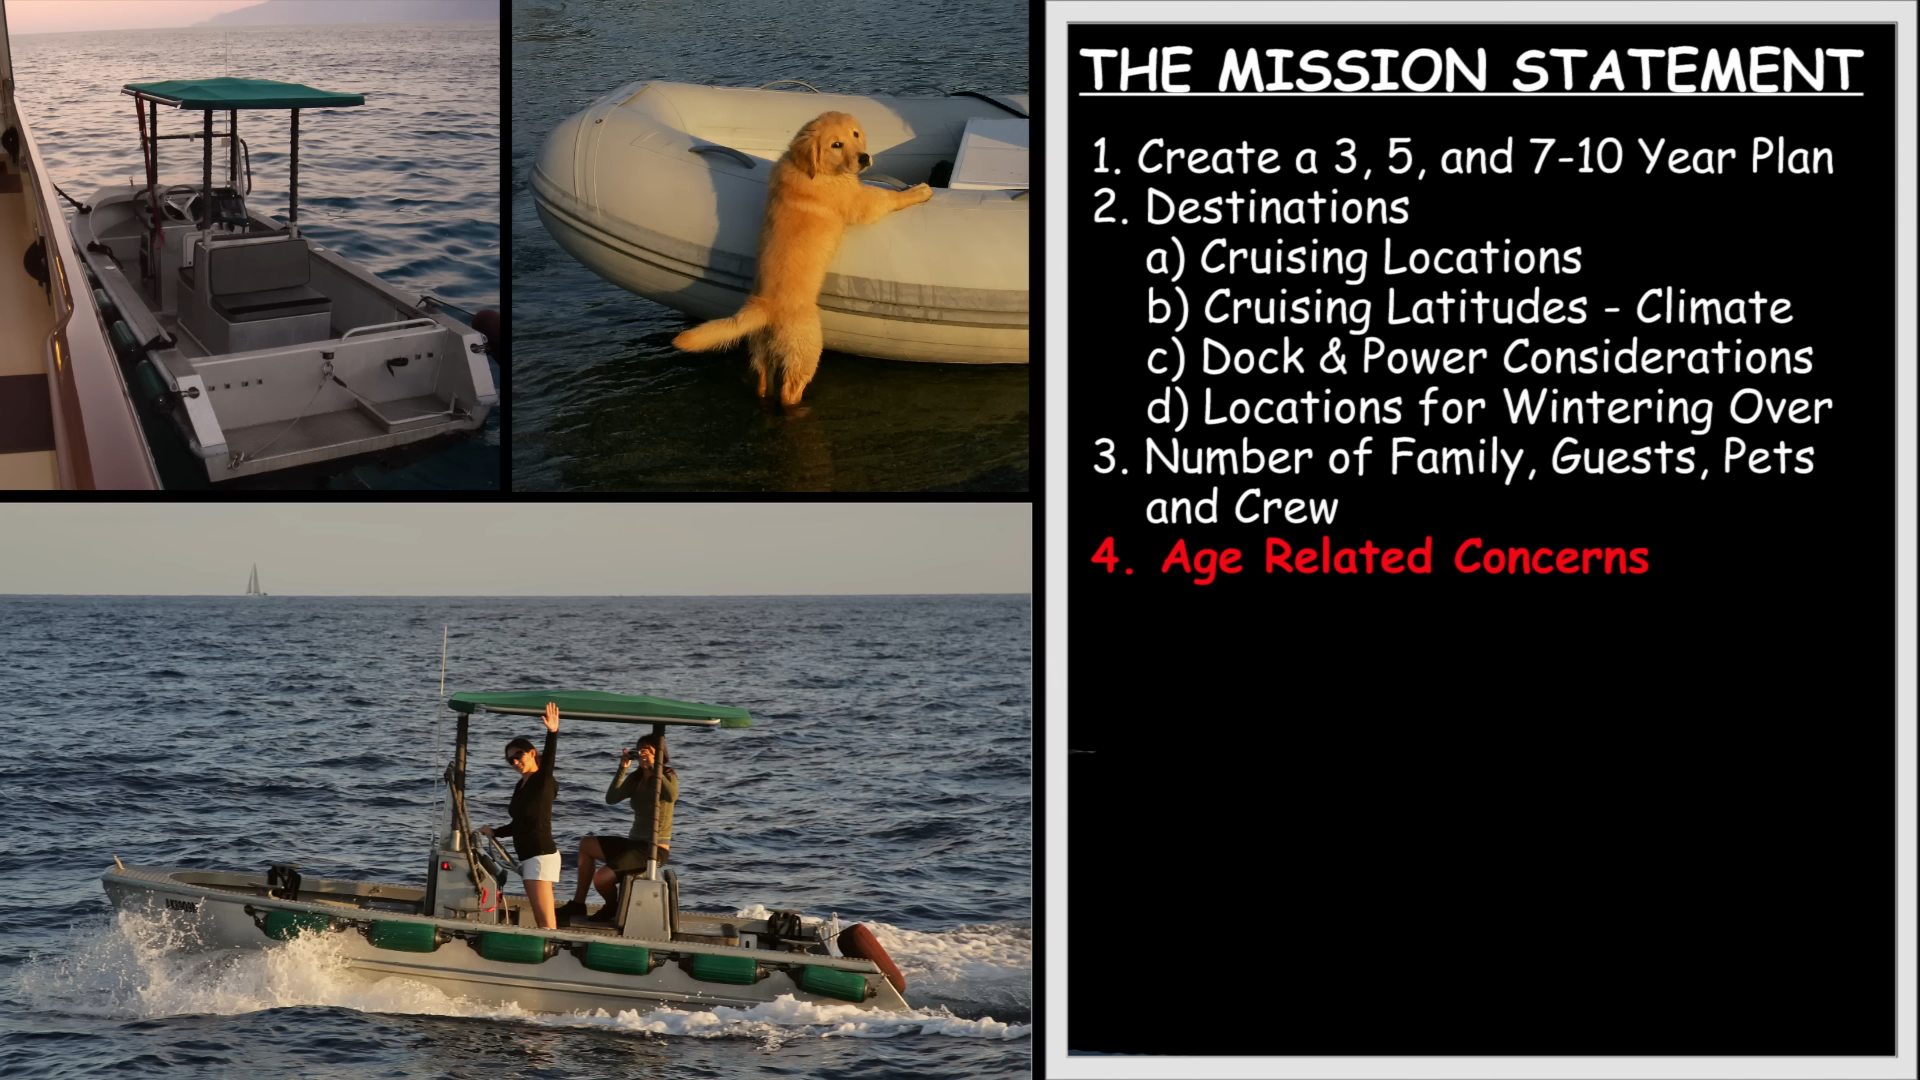 THE MISSION STATEMENT
1. Create a 3, 5, and 7-10 Year Plan
2. Destinations
a) Cruising Locations
b) Cruising Latitudes - Climate
c) Dock & Power Considerations
d) Locations for Wintering Over
3. Number of Family, Guests, Pets
and Crew
4. Age Related Concerns